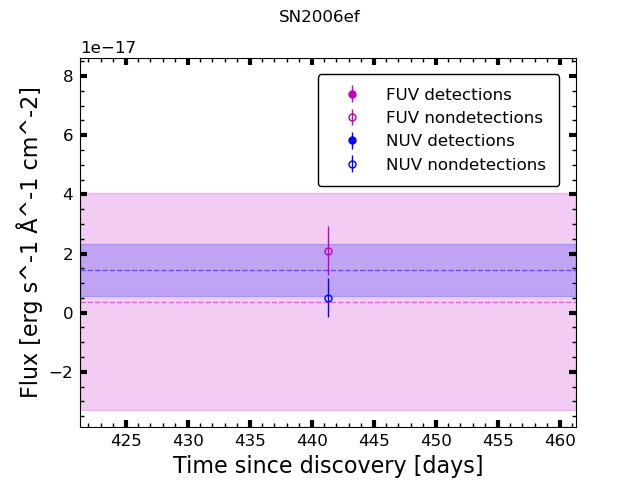 SN2006ef
1e−17
8
6
4
2
0
−2
Flux [erg s^-1 Å^-1 cm^-2]
FUV detections
FUV nondetections
NUV detections
NUV nondetections
425 430 435 440 445 450 455 460
Time since discovery [days]